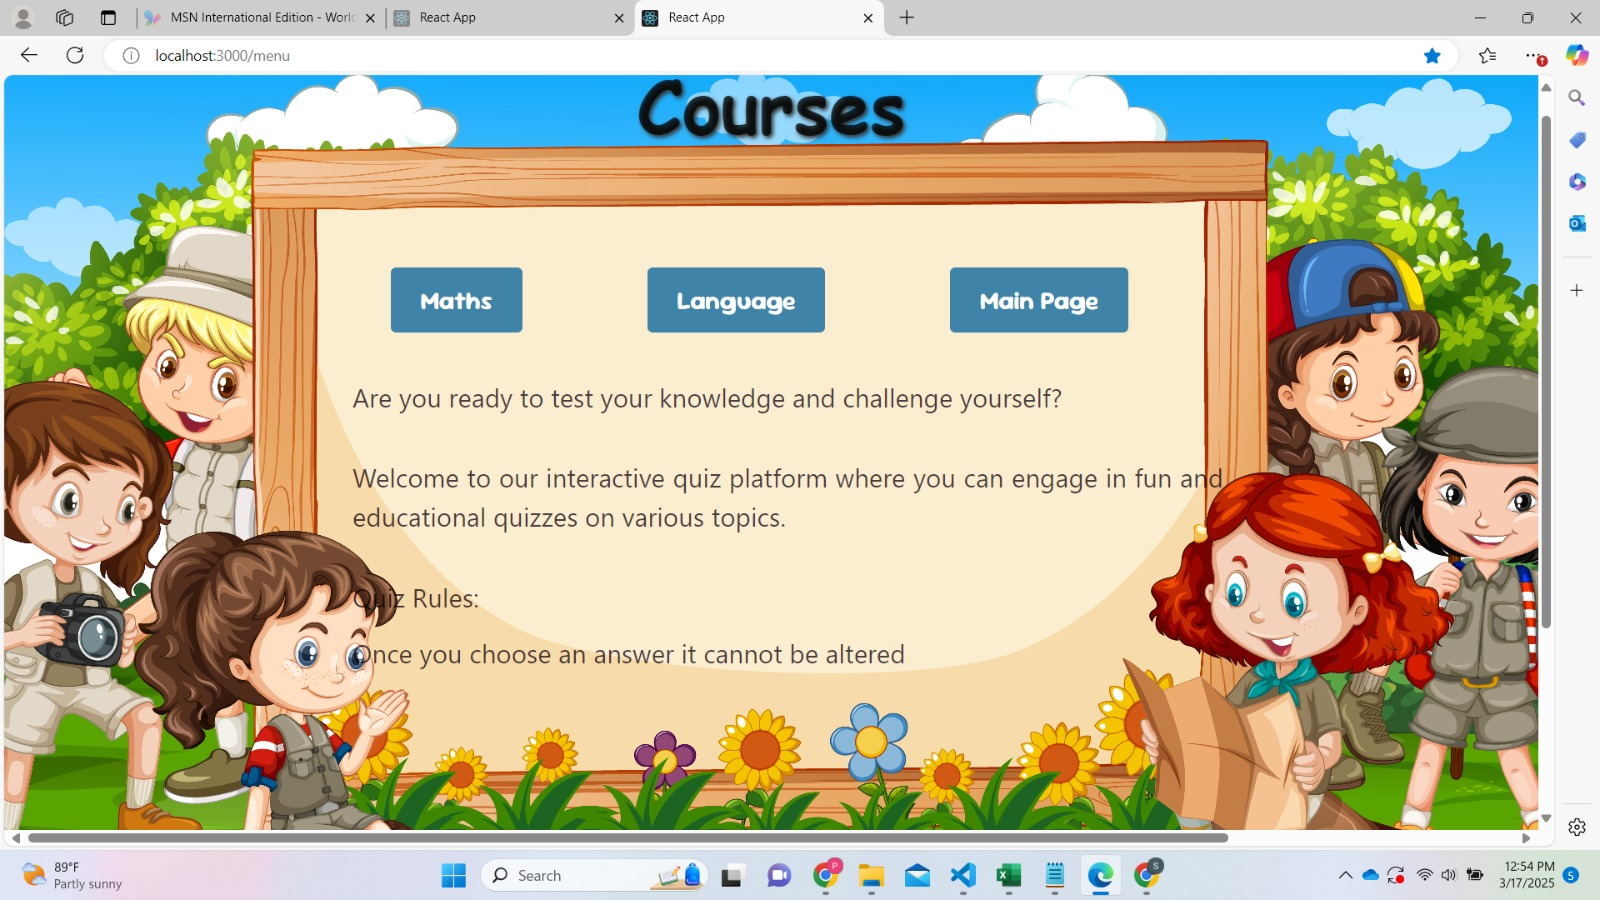 MSN International Edition - Worl
React App
React App
localhost:3000/menu
Courses
Maths
Language
Main Page
Are you ready to test your knowledge and challenge yourself?
Welcome to our interactive quiz platform where you can engage in fun and
educational quizzes on various topics.
Quiz Rules:
Once you choose an answer it cannot be altered
89°F
Partly sunny
Search
P
S
12:54 PM
3/17/2025
5